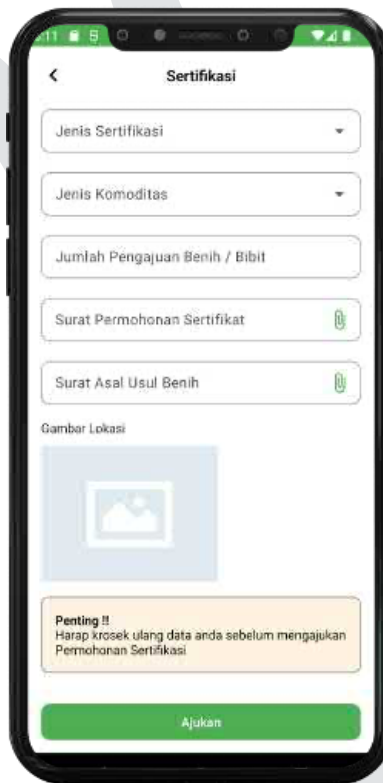 Sertifikasi
Jenis Sertifikasi
Jenis Komoditas
Jumlah Pengajuan Benih / Bibit
Surat Permohonan Sertifikat
Surat Asal Usul Benih
Gambar Lokasi
Penting !!
Harap krosek ulang data anda sebelum mengajukan
Permohonan Sertifikasi
Ajukan